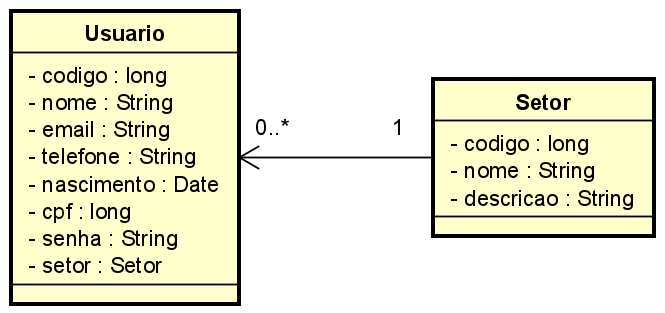 Usuario
- codigo : long
- nome : String
- email : String
- telefone : String
- nascimento : Date
- cpf : long
- senha : String
- setor : Setor
0..*
1
Setor
- codigo : long
- nome : String
- descricao : String